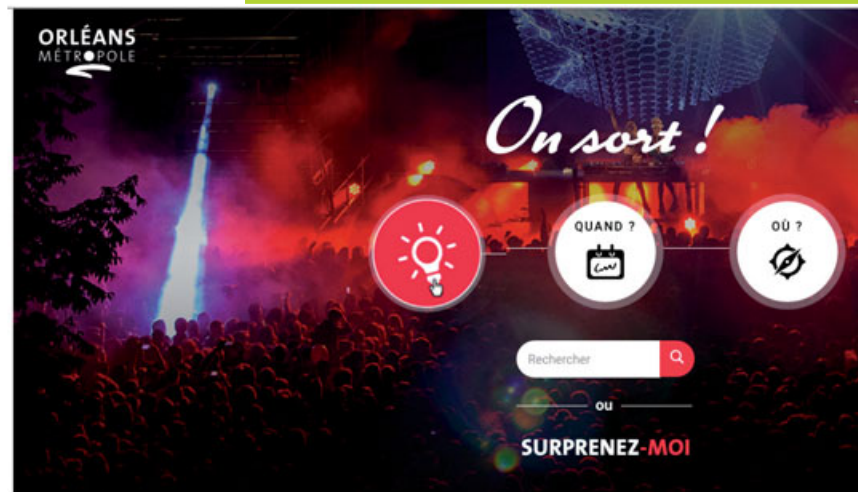 ORLÉANS
MÉTROPOLE
On sort !
QUAND ?
OÙ ?
Rechercher
ou
SURPRENEZ-MOI